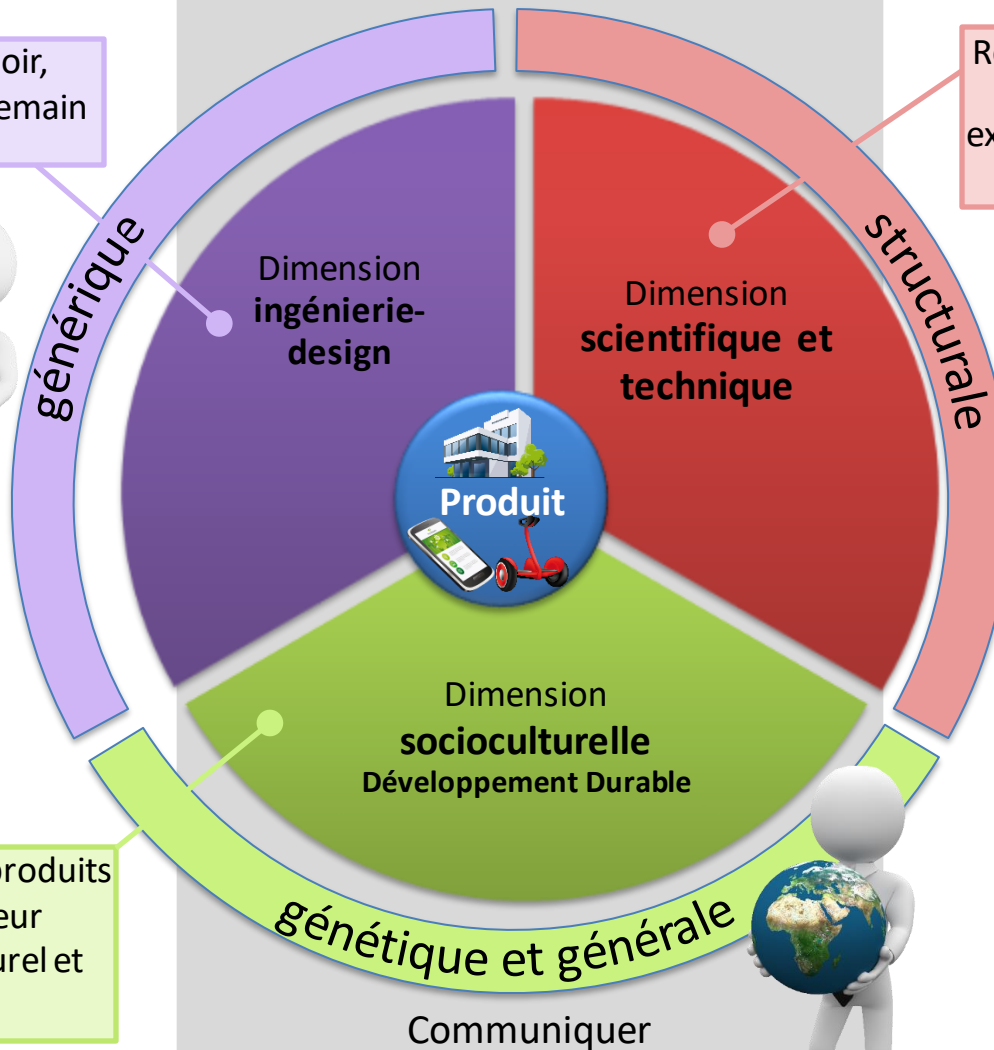 oir,
emain
générique
Dimension
ingénierie-
design
Dimension
scientifique et
technique
structurale
Produit
Dimension
socioculturelle
Développement Durable
produits
eur
urel et
génétique et générale
Communiquer